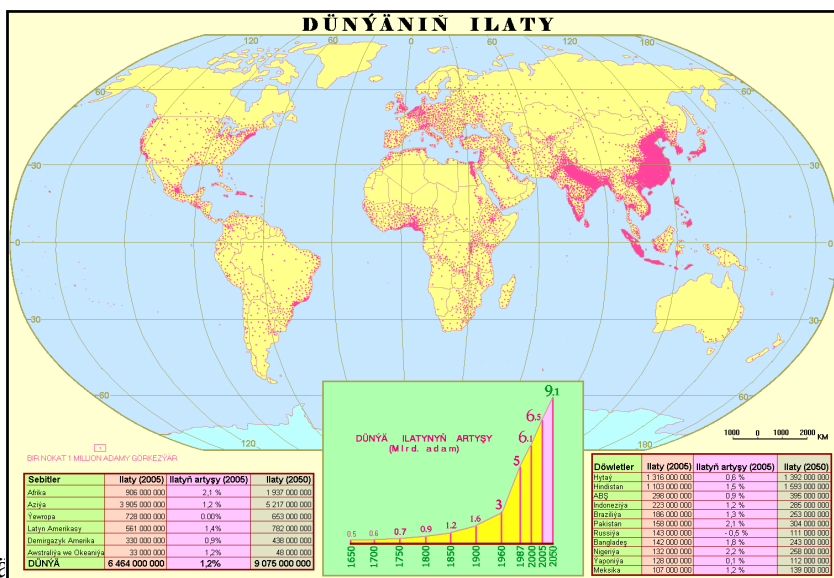 DÜNÝÄNIŇ ILATY
120 60 0 60 120
60 60
30 30
0 0
30 30
60 60
120 180
BIR NOKAT 1 MILLION ADAMY GÖRKEZÝÄR
1000 0 1000 2000 KM
DÜNÝÄ ILATYNYŇ ARTYŞY
(Mlrd. adam)
0.5 0.6 0.7 0.9 1.2 1.6 3 5 6.1 6.5 9.1
1650 1700 1750 1800 1850 1900 1960 1987 2000 2005 2050
Sebitler Ilaty (2005) Ilatyň artyşy (2005) Ilaty (2050)
Afrika 906 000 000 2,1 % 1 937 000 000
Aziýa 3 905 000 000 1,2 % 5 217 000 000
Ýewropa 728 000 000 0.00% 653 000 000
Latyn Amerikasy 561 000 000 1,4% 782 000 000
Demirgazyk Amerika 330 000 000 0,9% 438 000 000
Awstraliýa we Okeaniýa 33 000 000 1,2% 48 000 000
DÜNÝÄ 6 464 000 000 1,2% 9 075 000 000
Döwletler Ilaty (2005) Ilatyň artyşy (2005) Ilaty (2050)
Hytaý 1 316 000 000 0,6 % 1 392 000 000
Hindistan 1 103 000 000 1,5 % 1 593 000 000
ABŞ 298 000 000 0,9 % 395 000 000
Indoneziýa 223 000 000 1,2 % 285 000 000
Braziliýa 186 000 000 1,3 % 253 000 000
Pakistan 158 000 000 2,1 % 304 000 000
Russiýa 143 000 000 - 0,5 % 111 000 000
Bangladeş 142 000 000 1,8 % 243 000 000
Nigeriýa 132 000 000 2,2 % 258 000 000
Ýaponiýa 128 000 000 0,1 % 112 000 000
Meksika 107 000 000 1,2 % 139 000 000